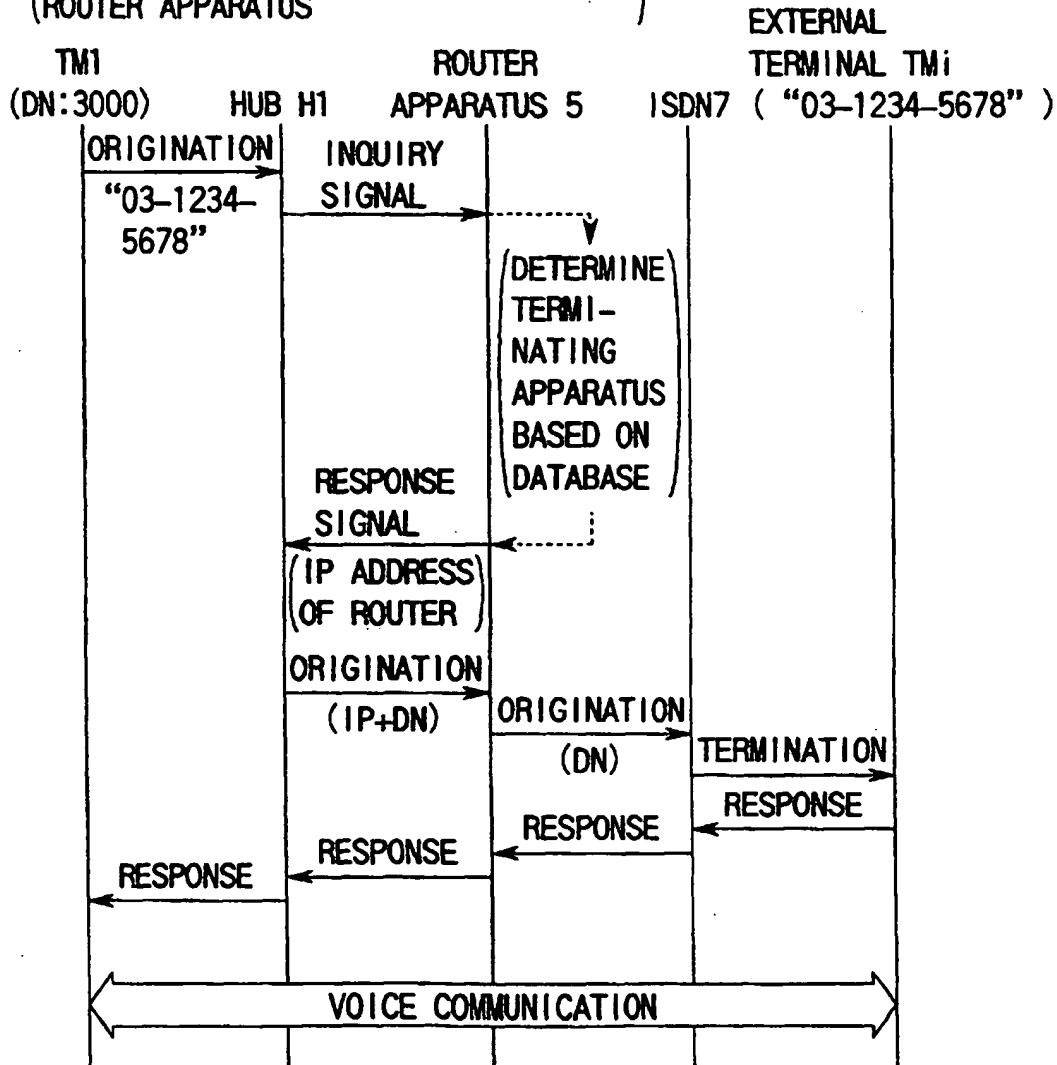 (ROUTER APPARATUS )
EXTERNAL
TM1 ROUTER TERMINAL TMi
(DN:3000) HUB H1 APPARATUS 5 ISDN7 ( “03-1234-5678” )
ORIGINATION
“03-1234-
5678”
INQUIRY
SIGNAL
(DETERMINE
TERMI-
NATING
APPARATUS
BASED ON
DATABASE)
RESPONSE
SIGNAL
(IP ADDRESS
OF ROUTER)
ORIGINATION
(IP+DN)
ORIGINATION
(DN)
TERMINATION
RESPONSE
RESPONSE
RESPONSE
RESPONSE
VOICE COMMUNICATION